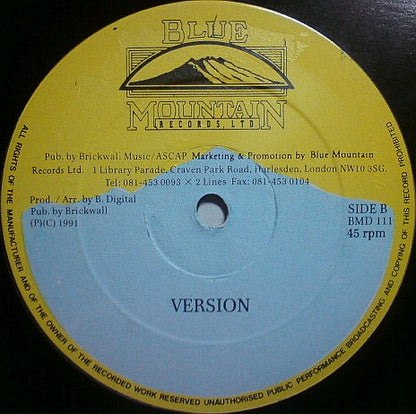 BLUE
MOUNTAIN
RECORDS, LTD
Pub. by Brickwall Music/ASCAP Marketing & Promotion by Blue Mountain
Records Ltd. 1 Library Parade, Craven Park Road, Harlesden, London NW10 3SG.
Tel: 081-453 0093 × 2 Lines Fax: 081-453 0104
Prod. / Arr. by B. Digital
Pub. by Brickwall
(P)(C) 1991
SIDE B
BMD 111
45 rpm
VERSION
ALL RIGHTS OF THE MANUFACTURER AND OF THE OWNER OF THE RECORDED WORK RESERVED UNAUTHORISED PUBLIC PERFORMANCE BROADCASTING AND COPYING OF THIS RECORD PROHIBITED